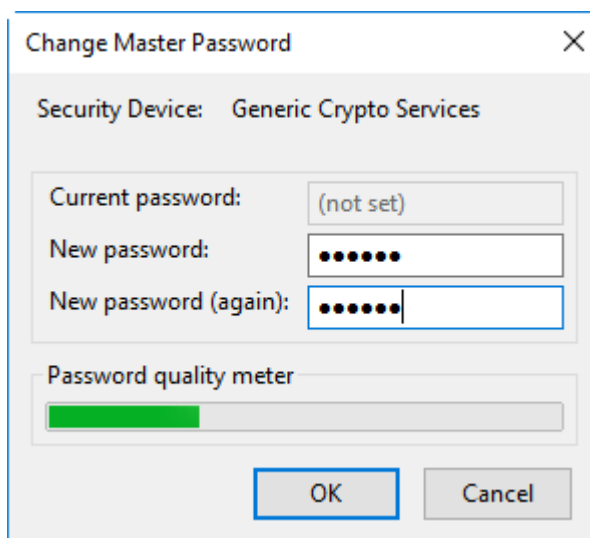 Change Master Password
Security Device: Generic Crypto Services
Current password: (not set)
New password: ●●●●●●
New password (again): ●●●●●●
Password quality meter
OK Cancel